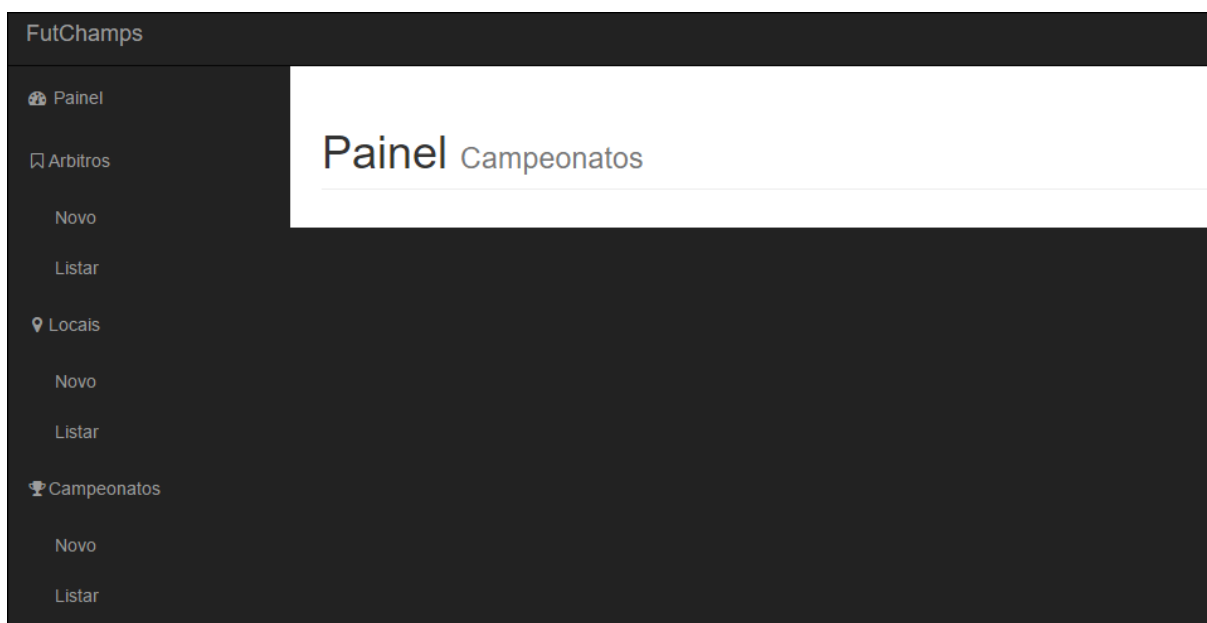 FutChamps
Painel
Arbitros
Novo
Listar
Locais
Novo
Listar
Campeonatos
Novo
Listar
Painel Campeonatos